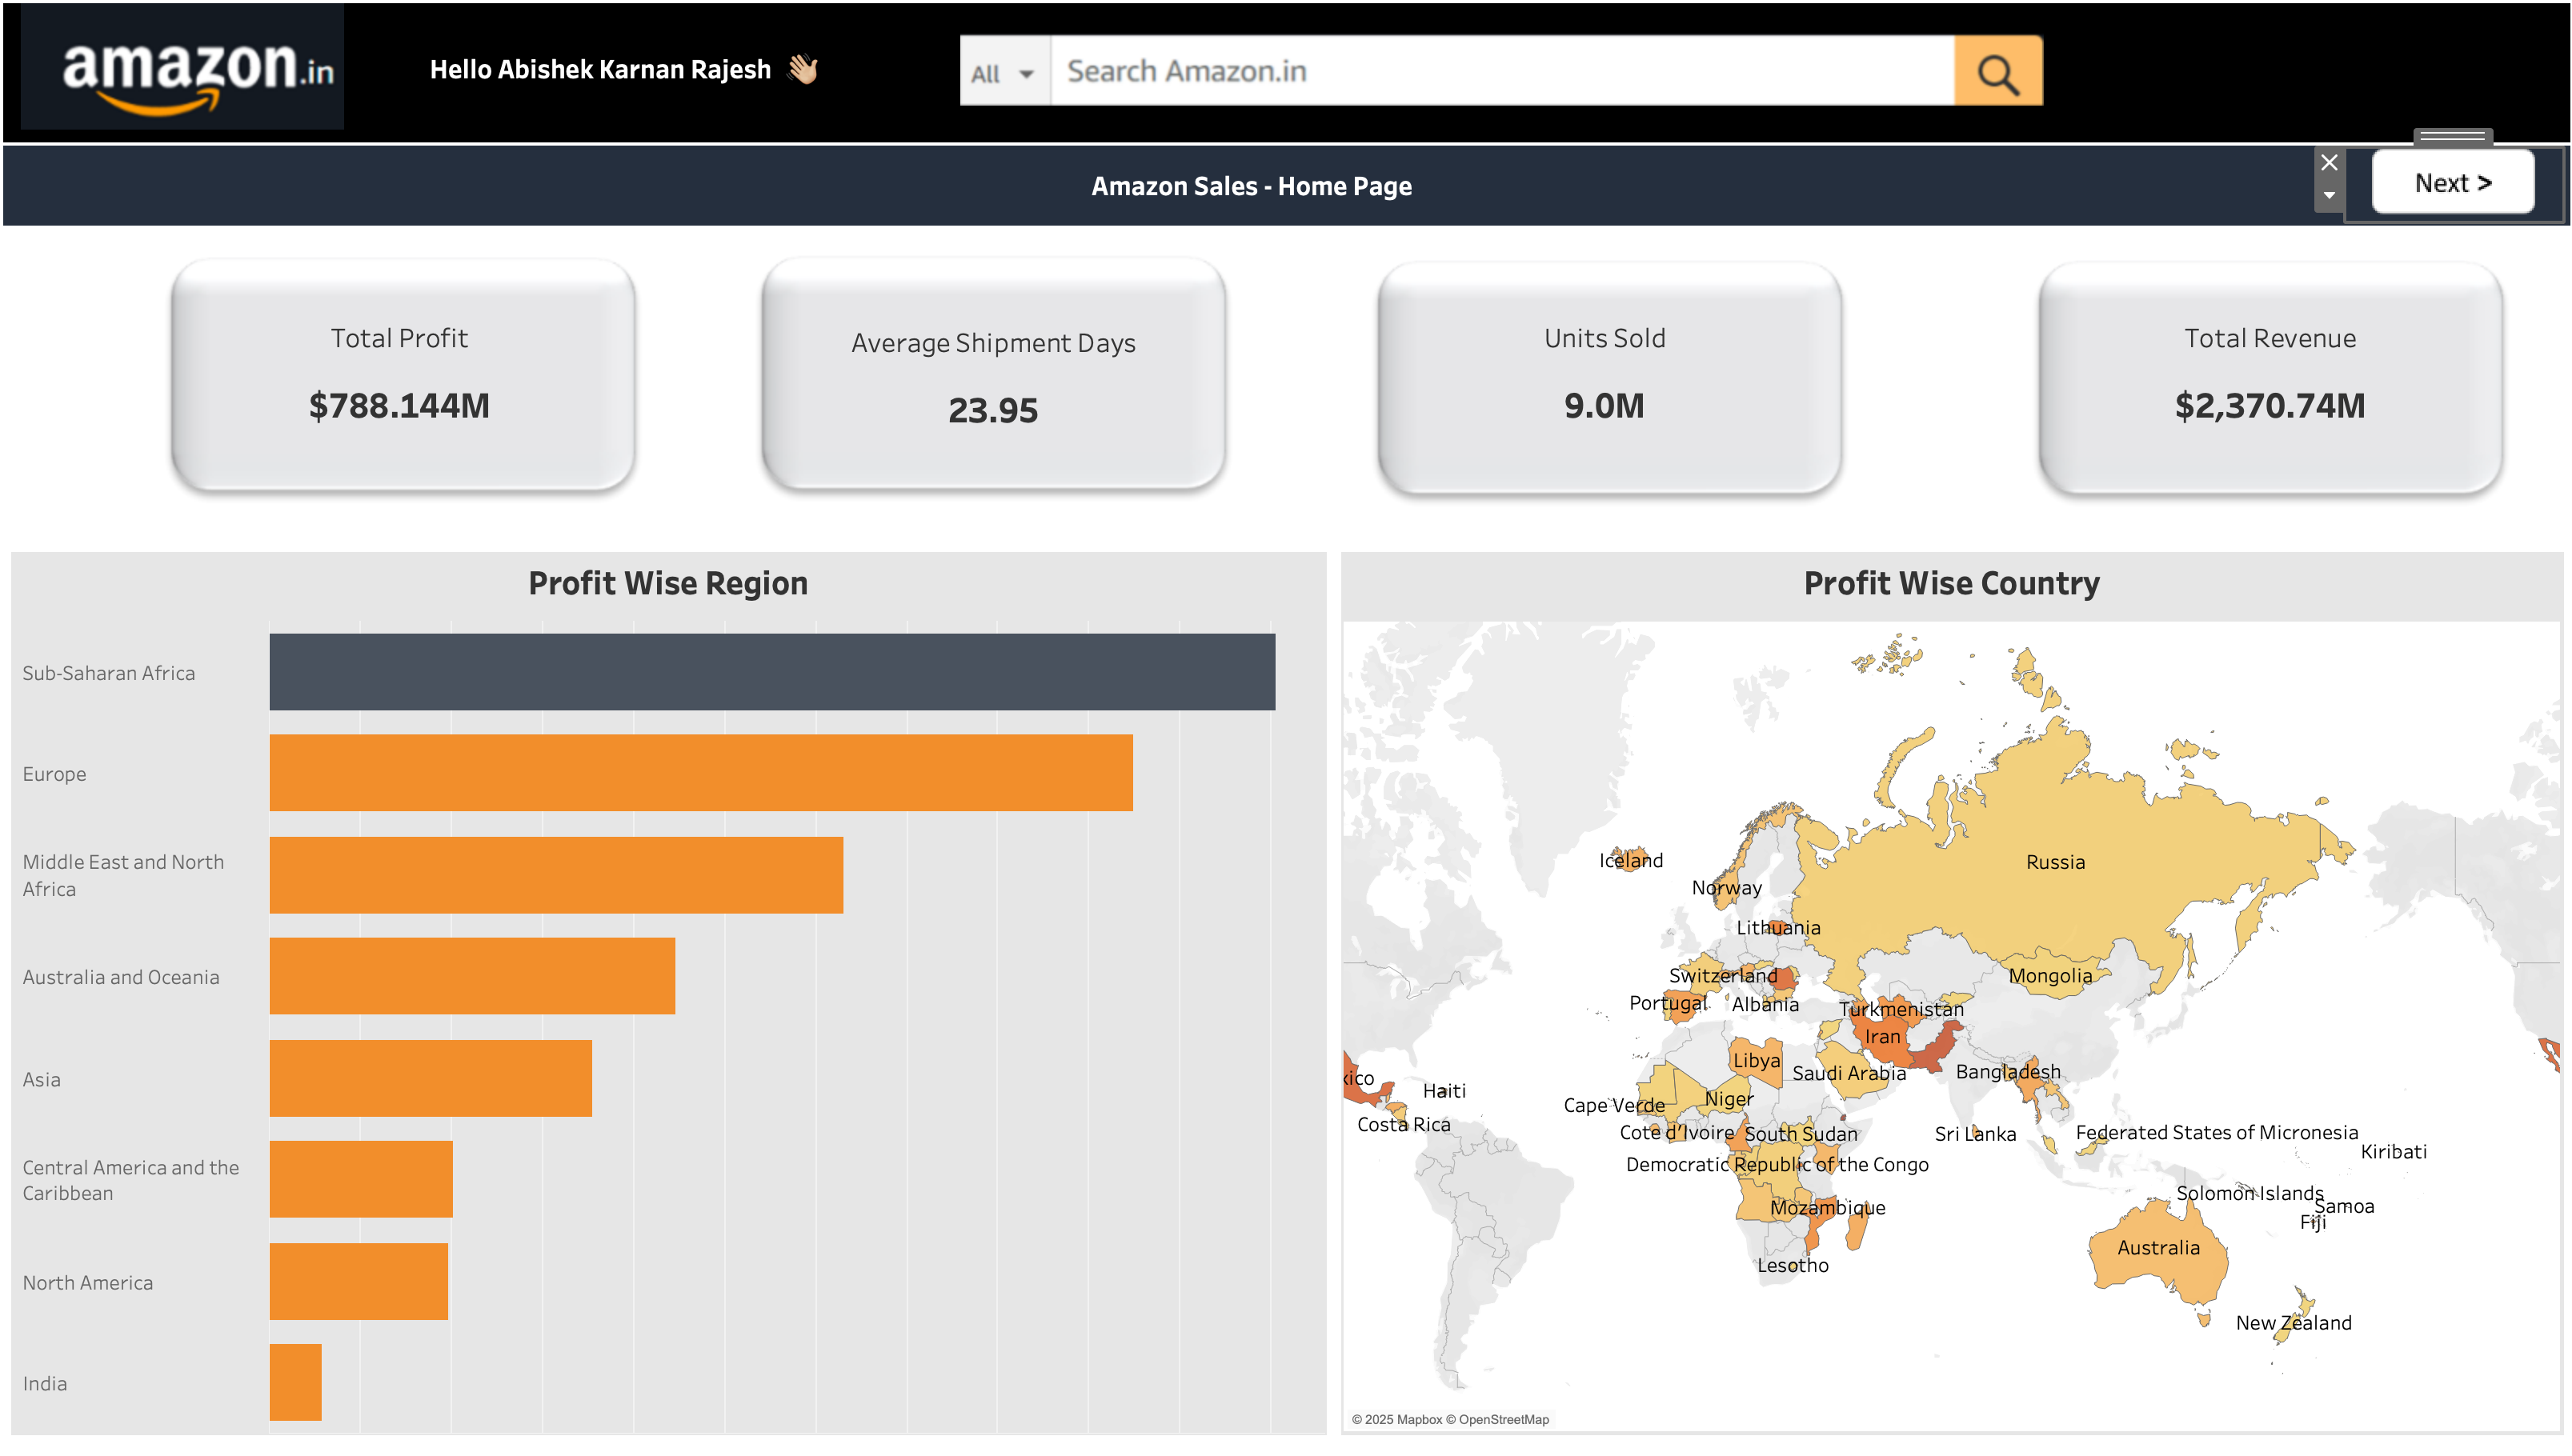 amazon.in
Hello Abishek Karnan Rajesh 👋🏼
All
Search Amazon.in
Amazon Sales - Home Page
Next >
Total Profit
$788.144M
Average Shipment Days
23.95
Units Sold
9.0M
Total Revenue
$2,370.74M
Profit Wise Region
Sub-Saharan Africa
Europe
Middle East and North
Africa
Australia and Oceania
Asia
Central America and the
Caribbean
North America
India
Profit Wise Country
Russia
Iceland
Norway
Lithuania
Switzerland
Mongolia
Portugal
Albania
Turkmenistan
Iran
Libya
Saudi Arabia
Bangladesh
xico
Haiti
Cape Verde
Niger
Costa Rica
Cote d'Ivoire
South Sudan
Sri Lanka
Federated States of Micronesia
Kiribati
Democratic Republic of the Congo
Solomon Islands
Samoa
Mozambique
Fiji
Australia
Lesotho
New Zealand
© 2025 Mapbox © OpenStreetMap